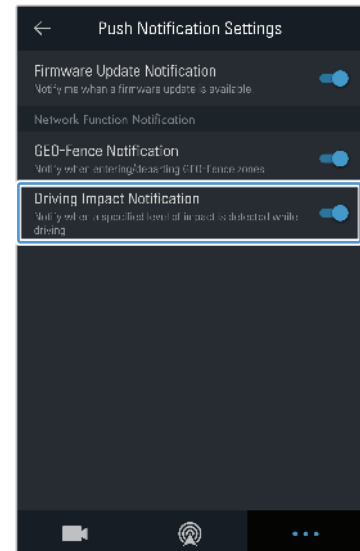 Push Notification Settings
Firmware Update Notification
Notify me when a firmware update is available.
Network Function Notification
GEO-Fence Notification
Notify when entering/departing GEO-Fence zones
Driving Impact Notification
Notify when a specified level of impact is detected while
driving